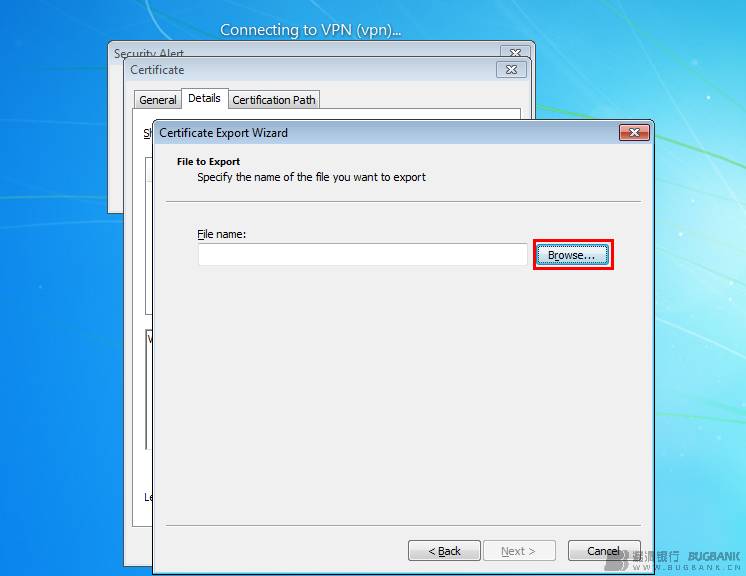 Connecting to VPN (vpn)...
Security Alert
Certificate
General
Details
Certification Path
Certificate Export Wizard
File to Export
Specify the name of the file you want to export
File name:
Browse...
< Back
Next >
Cancel
漏洞银行 BUGBANK
WWW.BUGBANK.CN